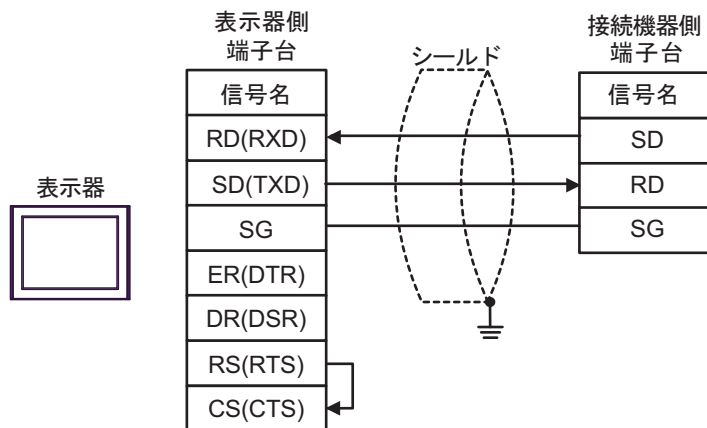 表示器側
端子台
信号名
RD(RXD)
SD(TXD)
SG
ER(DTR)
DR(DSR)
RS(RTS)
CS(CTS)
表示器
シールド
接続機器側
端子台
信号名
SD
RD
SG